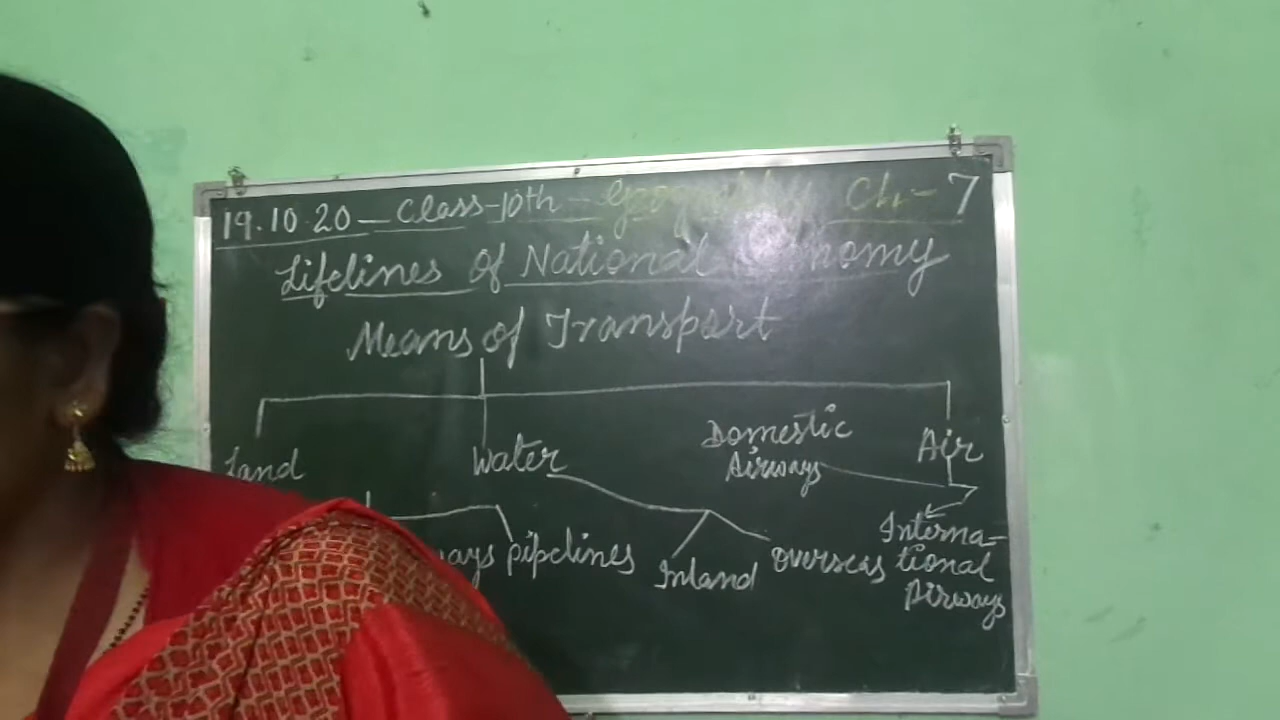 19.10.20 — Class-10th – Geography Ch:- 7
Lifelines of National Economy
Means of Transport
Land
Water
Domestic
Airways
Air
pipelines
Inland
Overseas
Interna-
tional
Airways